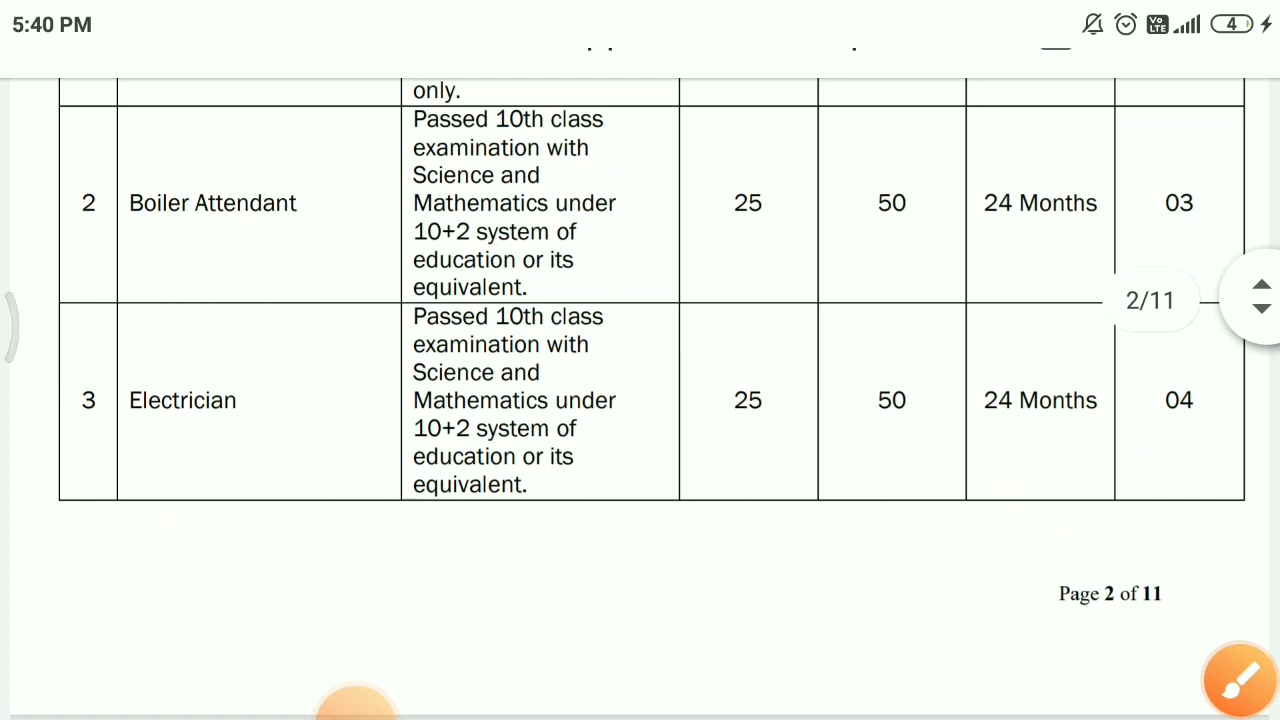 5:40 PM
Vo
LTE
4
only.
2
Boiler Attendant
Passed 10th class
examination with
Science and
Mathematics under
10+2 system of
education or its
equivalent.
25
50
24 Months
03
2/11
3
Electrician
Passed 10th class
examination with
Science and
Mathematics under
10+2 system of
education or its
equivalent.
25
50
24 Months
04
Page 2 of 11